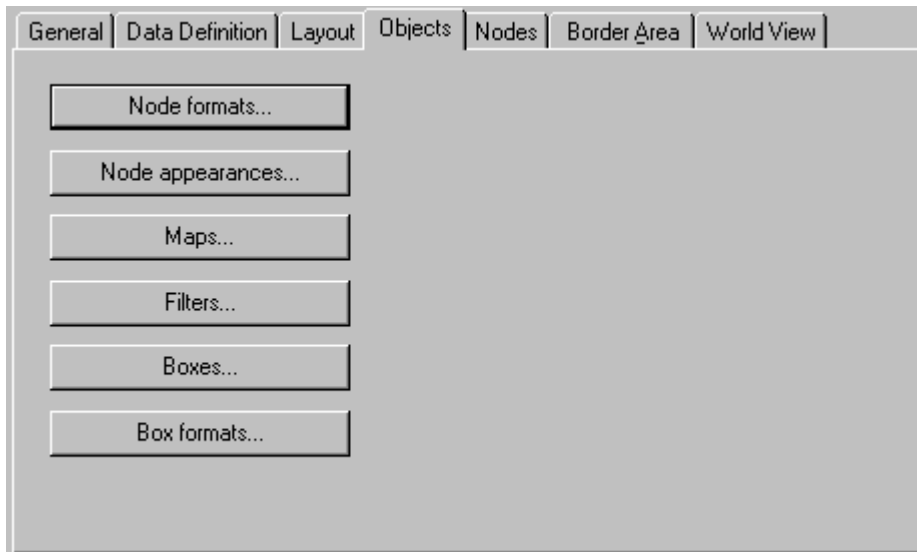 General Data Definition Layout Objects Nodes Border Area World View
Node formats...
Node appearances...
Maps...
Filters...
Boxes...
Box formats...